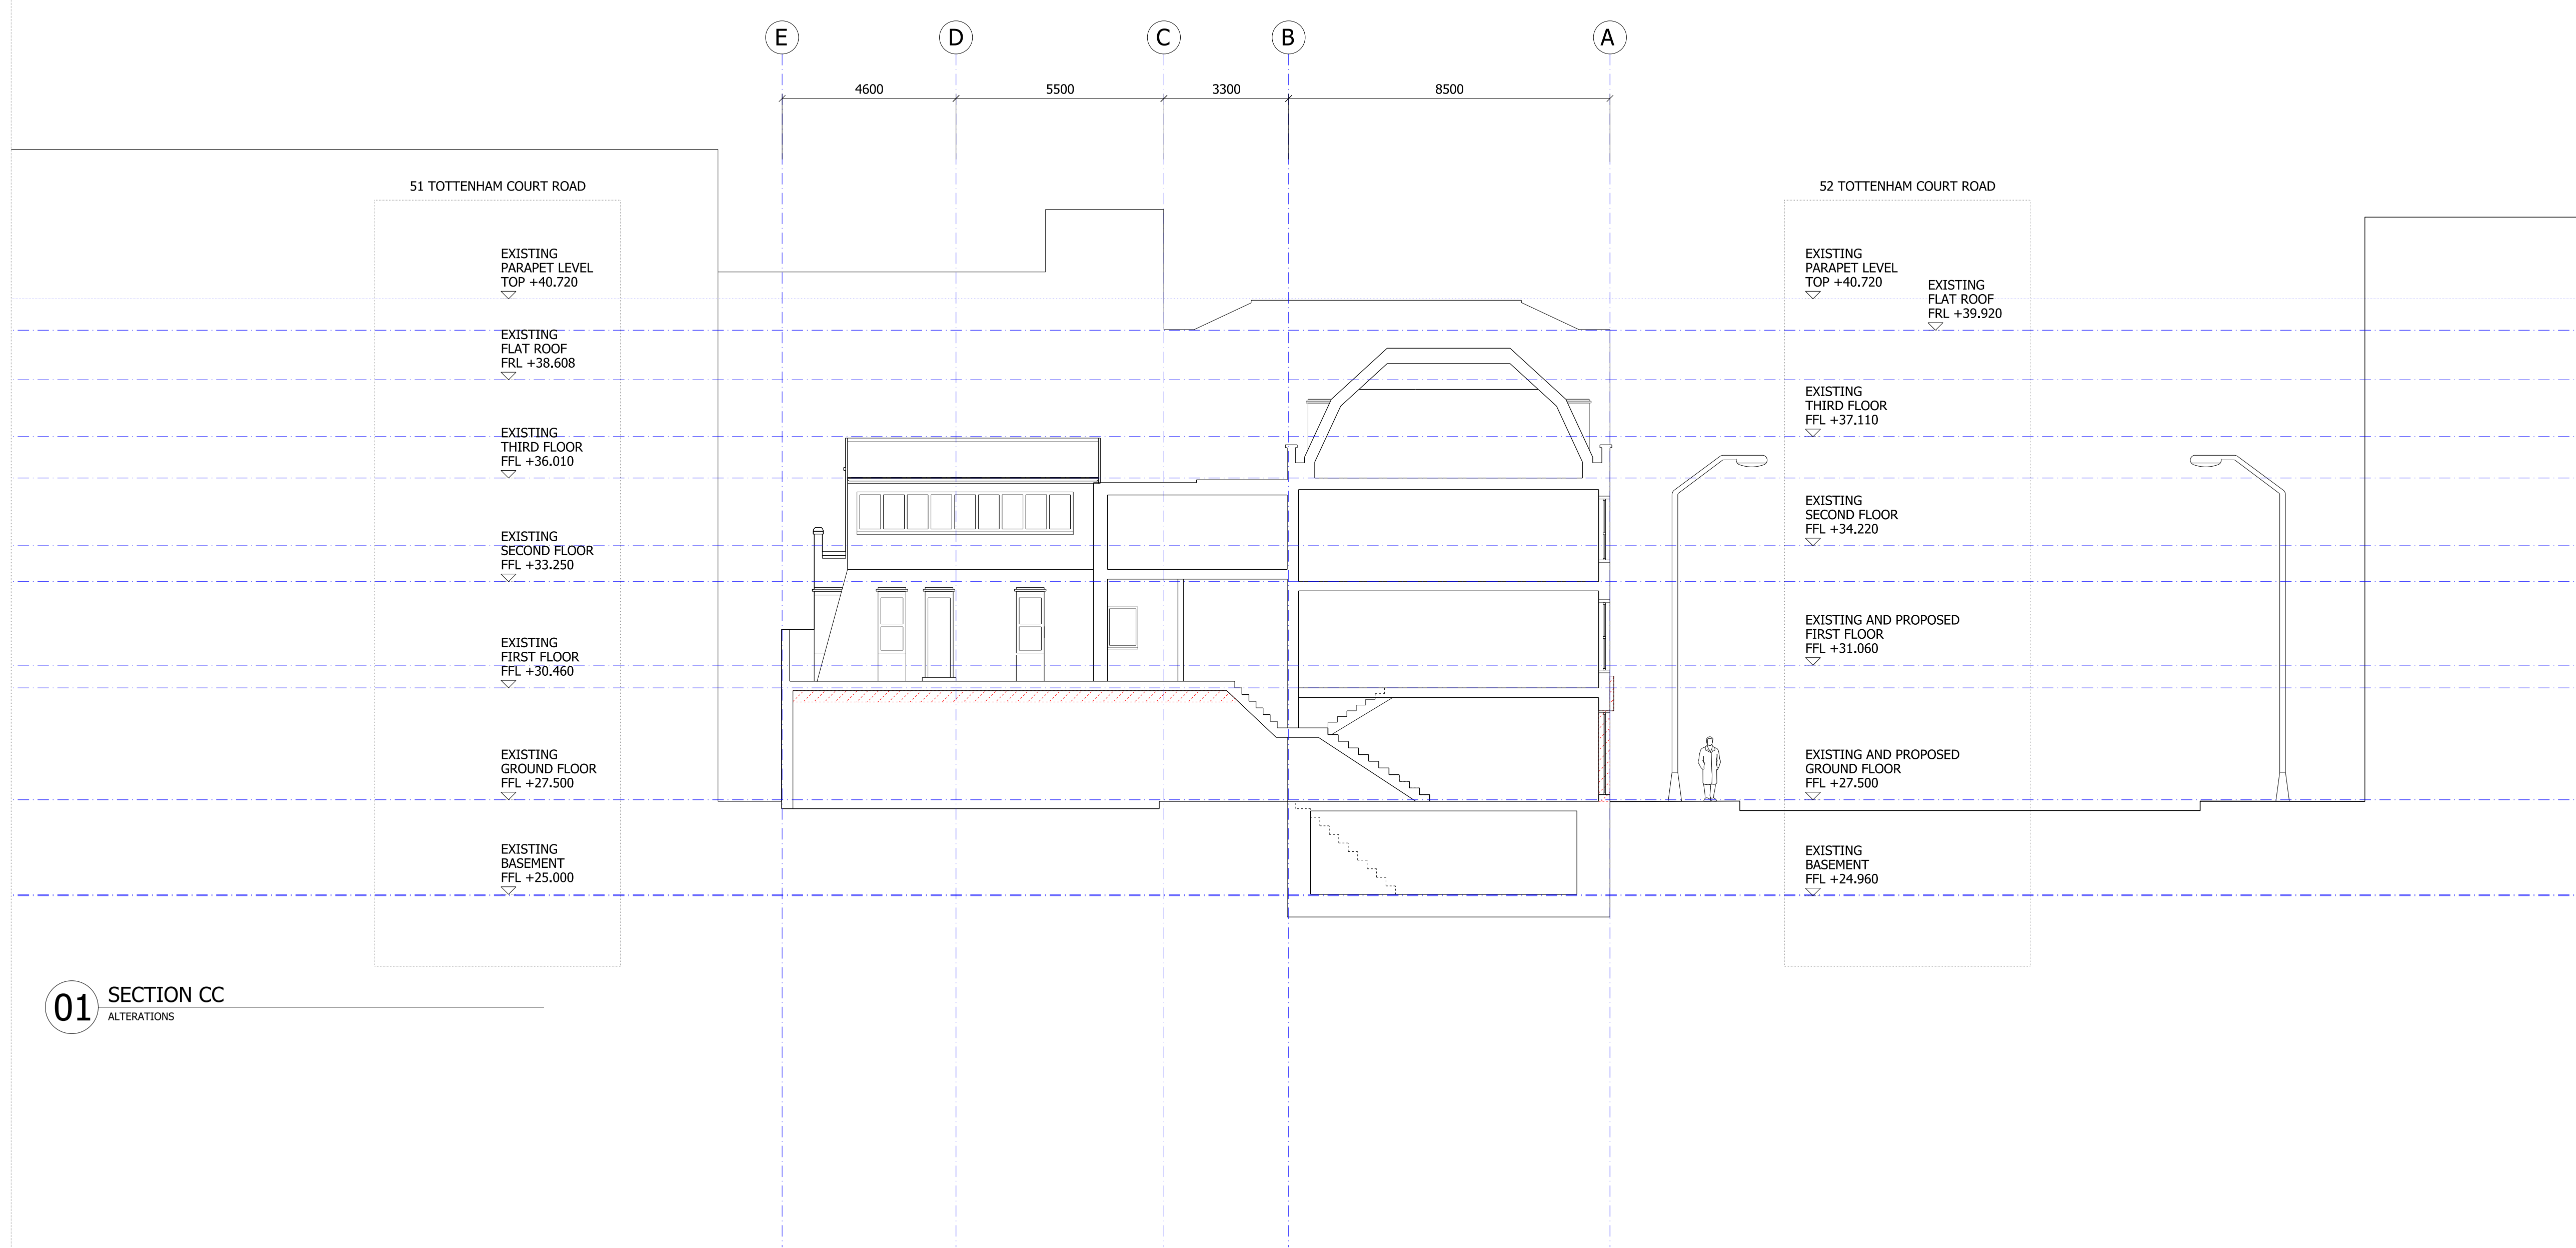 E
D
C
B
A
4600
5500
3300
8500
51 TOTTENHAM COURT ROAD
EXISTING
PARAPET LEVEL
TOP +40.720
EXISTING
FLAT ROOF
FRL +38.608
EXISTING
THIRD FLOOR
FFL +36.010
EXISTING
SECOND FLOOR
FFL +33.250
EXISTING
FIRST FLOOR
FFL +30.460
EXISTING
GROUND FLOOR
FFL +27.500
EXISTING
BASEMENT
FFL +25.000
52 TOTTENHAM COURT ROAD
EXISTING
PARAPET LEVEL
TOP +40.720
EXISTING
FLAT ROOF
FRL +39.920
EXISTING
THIRD FLOOR
FFL +37.110
EXISTING
SECOND FLOOR
FFL +34.220
EXISTING AND PROPOSED
FIRST FLOOR
FFL +31.060
EXISTING AND PROPOSED
GROUND FLOOR
FFL +27.500
EXISTING
BASEMENT
FFL +24.960
01
SECTION CC
ALTERATIONS